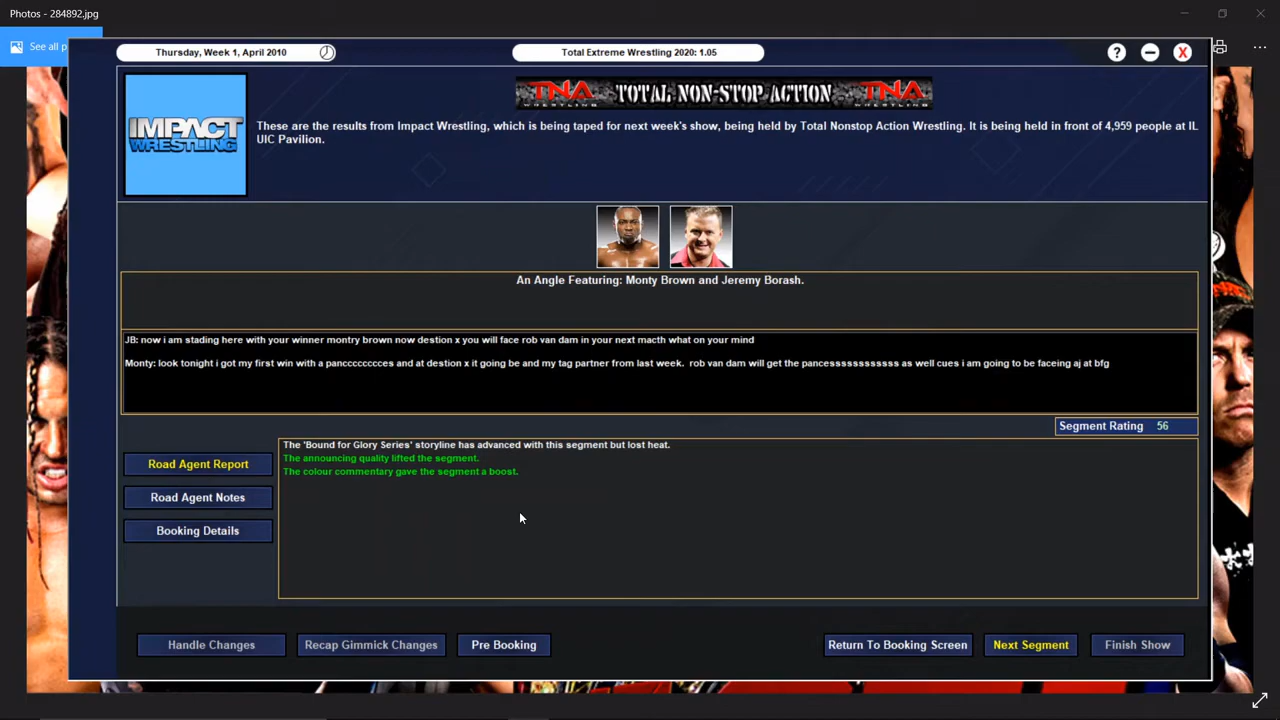 Photos - 284892.jpg
See all p
Thursday, Week 1, April 2010
Total Extreme Wrestling 2020: 1.05
?
X
IMPACT
WRESTLING
TNA
WRESTLING
TOTAL NON-STOP ACTION
TNA
WRESTLING
These are the results from Impact Wrestling, which is being taped for next week's show, being held by Total Nonstop Action Wrestling. It is being held in front of 4,959 people at IL
UIC Pavilion.
An Angle Featuring: Monty Brown and Jeremy Borash.
JB: now i am stading here with your winner montry brown now destion x you will face rob van dam in your next macth what on your mind
Monty: look tonight i got my first win with a pancccccccces and at destion x it going be and my tag partner from last week. rob van dam will get the pancesssssssssss as well cues i am going to be faceing aj at bfg
Segment Rating 56
The 'Bound for Glory Series' storyline has advanced with this segment but lost heat.
The announcing quality lifted the segment.
The colour commentary gave the segment a boost.
Road Agent Report
Road Agent Notes
Booking Details
Handle Changes
Recap Gimmick Changes
Pre Booking
Return To Booking Screen
Next Segment
Finish Show